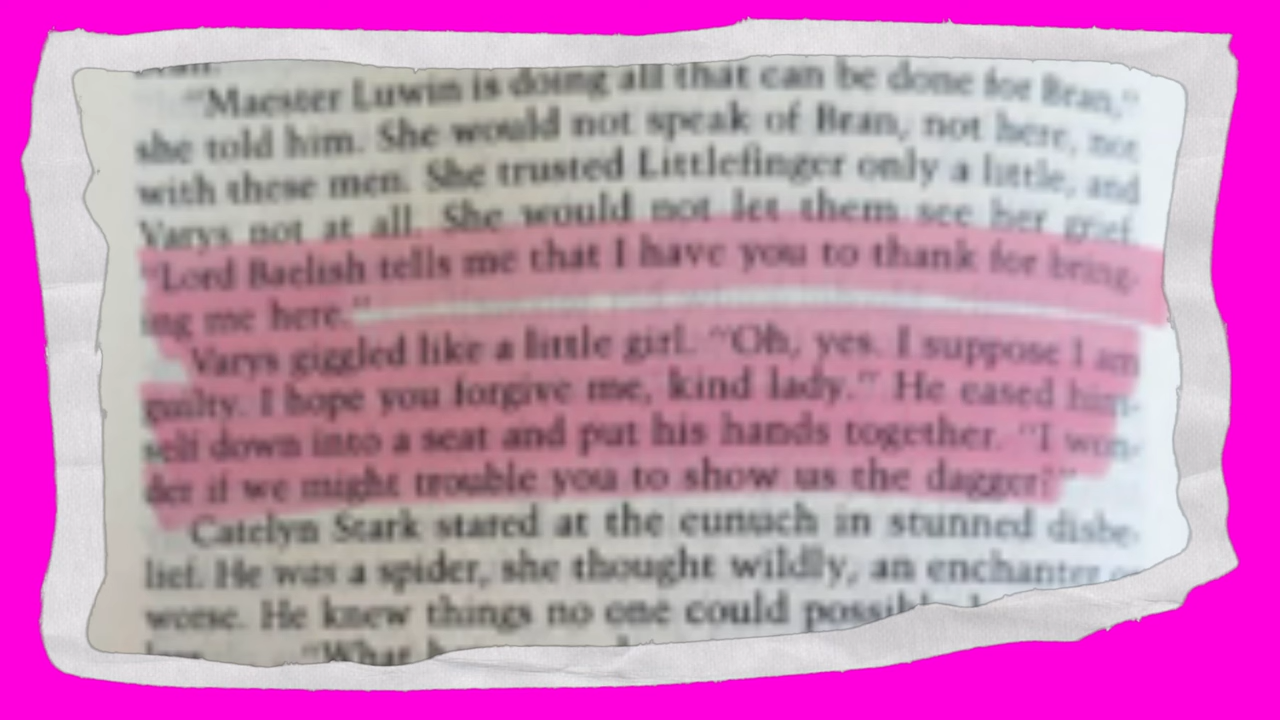 "Maester Luwin is doing all that can be done for Bran,"
she told him. She would not speak of Bran, not here, not
with these men. She trusted Littlefinger only a little, and
Varys not at all. She would not let them see her grief.
"Lord Baelish tells me that I have you to thank for bring-
ing me here."
Varys giggled like a little girl. "Oh, yes. I suppose I am
guilty. I hope you forgive me, kind lady." He eased him-
self down into a seat and put his hands together. "I won-
der if we might trouble you to show us the dagger?"
Catelyn Stark stared at the eunuch in stunned disbe-
lief. He was a spider, she thought wildly, an enchanter or
worse. He knew things no one could possibly
"What